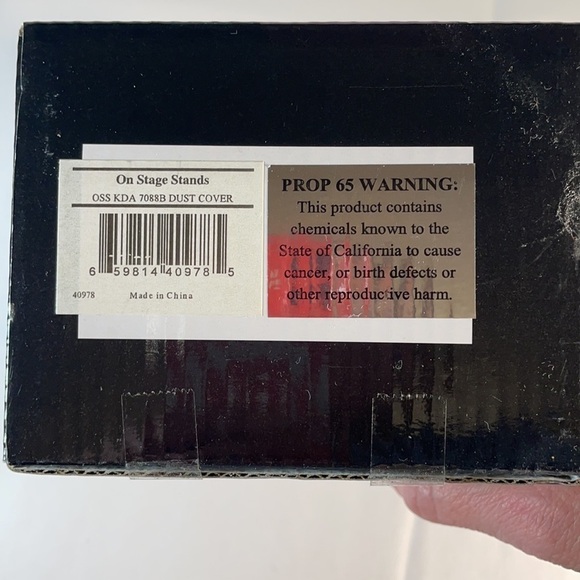 On Stage Stands
OSS KDA 7088B DUST COVER
6 59814 40978 5
40978 Made in China
PROP 65 WARNING:
This product contains
chemicals known to the
State of California to cause
cancer, or birth defects or
other reproductive harm.